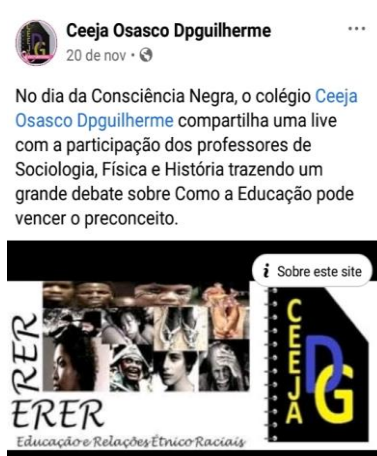 Ceeja Osasco Dpguilherme
20 de nov
No dia da Consciência Negra, o colégio Ceeja
Osasco Dpguilherme compartilha uma live
com a participação dos professores de
Sociologia, Física e História trazendo um
grande debate sobre Como a Educação pode
vencer o preconceito.
i Sobre este site
RER
ERER
Educação e Relações Étnico Raciais
CEEJA
DG